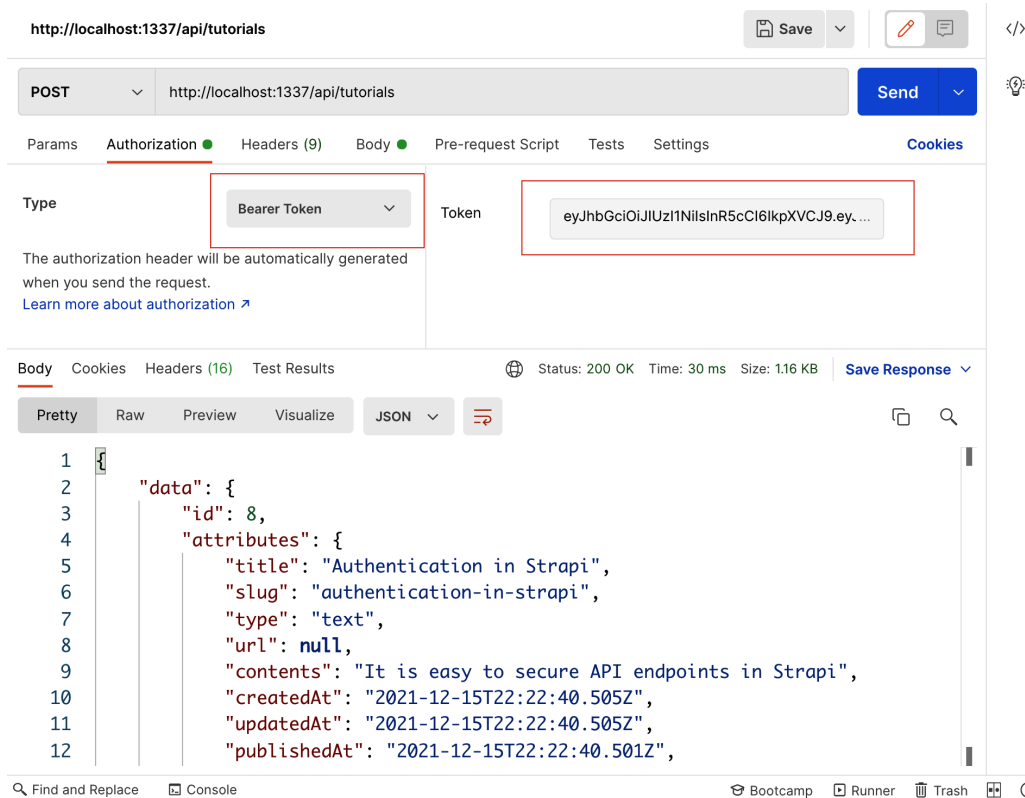 http://localhost:1337/api/tutorials
Save
POST
http://localhost:1337/api/tutorials
Send
Params Authorization Headers (9) Body Pre-request Script Tests Settings Cookies
Type
Bearer Token
Token
eyJhbGciOiJIUzI1NiIsInR5cCI6IkpXVCJ9.eyJ...
The authorization header will be automatically generated
when you send the request.
Learn more about authorization ↗
Body Cookies Headers (16) Test Results Status: 200 OK Time: 30 ms Size: 1.16 KB Save Response
Pretty Raw Preview Visualize JSON
1 {
2 "data": {
3 "id": 8,
4 "attributes": {
5 "title": "Authentication in Strapi",
6 "slug": "authentication-in-strapi",
7 "type": "text",
8 "url": null,
9 "contents": "It is easy to secure API endpoints in Strapi",
10 "createdAt": "2021-12-15T22:22:40.505Z",
11 "updatedAt": "2021-12-15T22:22:40.505Z",
12 "publishedAt": "2021-12-15T22:22:40.501Z",
Find and Replace Console Bootcamp Runner Trash